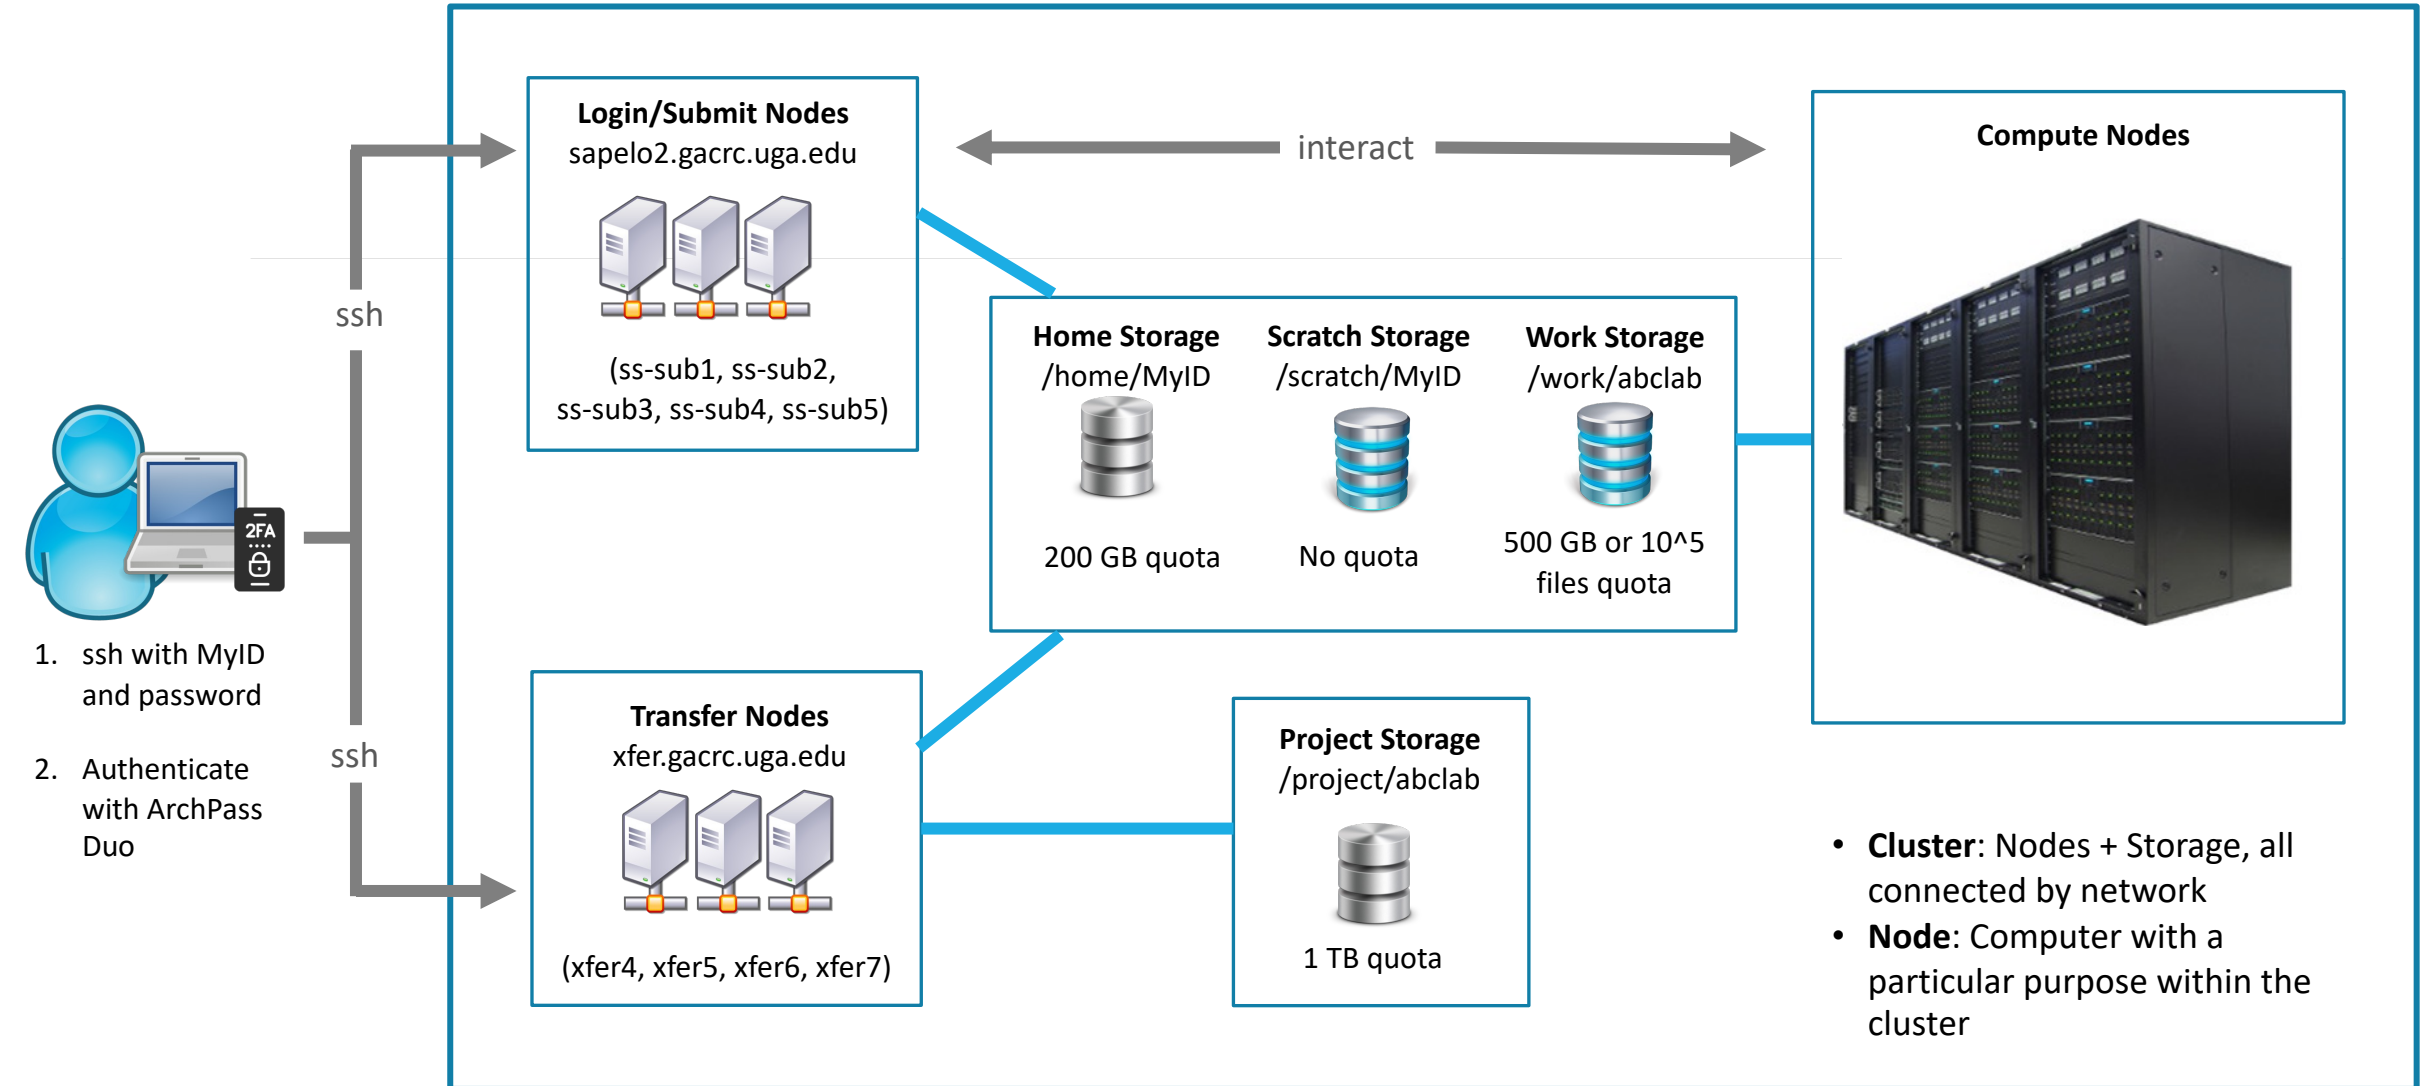 Login/Submit Nodes
sapelo2.gacrc.uga.edu
(ss-sub1, ss-sub2,
ss-sub3, ss-sub4, ss-sub5)
interact
Compute Nodes
ssh
Home Storage
/home/MyID
200 GB quota
Scratch Storage
/scratch/MyID
No quota
Work Storage
/work/abclab
500 GB or 10^5
files quota
2FA
1. ssh with MyID
and password
2. Authenticate
with ArchPass
Duo
ssh
Transfer Nodes
xfer.gacrc.uga.edu
(xfer4, xfer5, xfer6, xfer7)
Project Storage
/project/abclab
1 TB quota
• Cluster: Nodes + Storage, all
connected by network
• Node: Computer with a
particular purpose within the
cluster